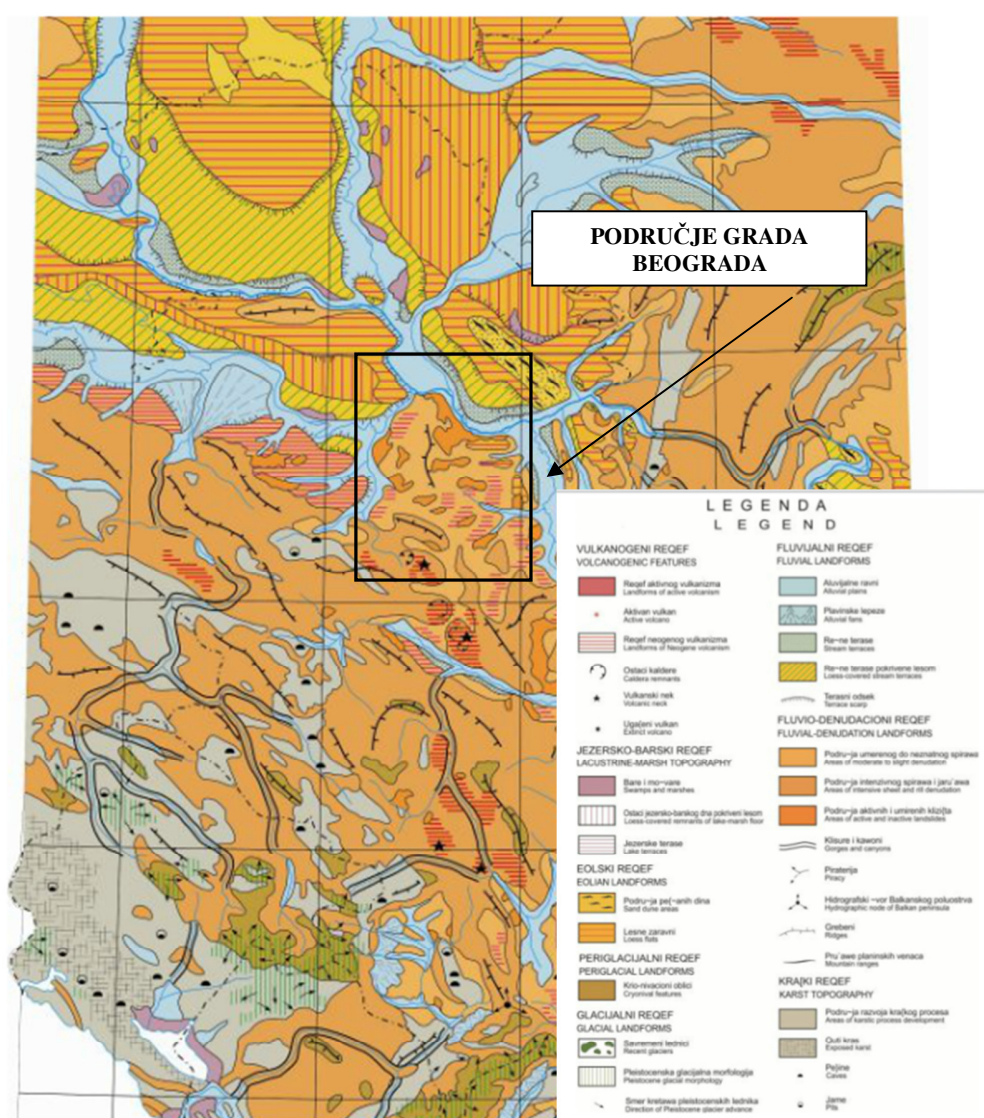 PODRUČJE GRADA
BEOGRADA
LEGENDA
LEGEND
VULKANOGENI REQEF
VOLCANOGENIC FEATURES
Reqef aktivnog vulkanizma
Landforms of active volcanism
Aktivan vulkan
Active volcano
Reqef neogenog vulkanizma
Landforms of Neogene volcanism
Ostaci kaldere
Caldera remnants
Vulkanski nek
Volcanic neck
Uga{eni vulkan
Extinct volcano
JEZERSKO-BARSKI REQEF
LACUSTRINE-MARSH TOPOGRAPHY
Bare i mo~vare
Swamps and marshes
Ostaci jezersko-barskog dna pokriveni lesom
Loess-covered remnants of lake-marsh floor
Jezerske terase
Lake terraces
EOLSKI REQEF
EOLIAN LANDFORMS
Podru~ja pe{~anih dina
Sand dune areas
Lesne zaravni
Loess flats
PERIGLACIJALNI REQEF
PERIGLACIAL LANDFORMS
Krio-nivacioni oblici
Cryonival features
GLACIJALNI REQEF
GLACIAL LANDFORMS
Savremeni lednici
Recent glaciers
Pleistocenska glacijalna morfologija
Pleistocene glacial morphology
Smer kretawa pleistocenskih lednika
Direction of Pleistocene glacier advance
FLUVIJALNI REQEF
FLUVIAL LANDFORMS
Aluvijalne ravni
Alluvial plains
Plavinske lepeze
Alluvial fans
Re~ne terase
Stream terraces
Re~ne terase pokrivene lesom
Loess-covered stream terraces
Terasni odsek
Terrace scarp
FLUVIO-DENUDACIONI REQEF
FLUVIAL-DENUDATION LANDFORMS
Podru~ja umerenog do neznatnog spirawa
Areas of moderate to slight denudation
Podru~ja intenzivnog spirawa i jaru`awa
Areas of intensive sheet and rill denudation
Podru~ja aktivnih i umirenih klizi{ta
Areas of active and inactive landslides
Klisure i kawoni
Gorges and canyons
Piraterija
Piracy
Hidrografski ~vor Balkanskog poluostrva
Hydrographic node of Balkan peninsula
Grebeni
Ridges
Pru`awe planinskih venaca
Mountain ranges
KRA[KI REQEF
KARST TOPOGRAPHY
Podru~ja razvoja kra{kog procesa
Areas of karstic process development
Quti kras
Exposed karst
Pe}ine
Caves
Jame
Pits